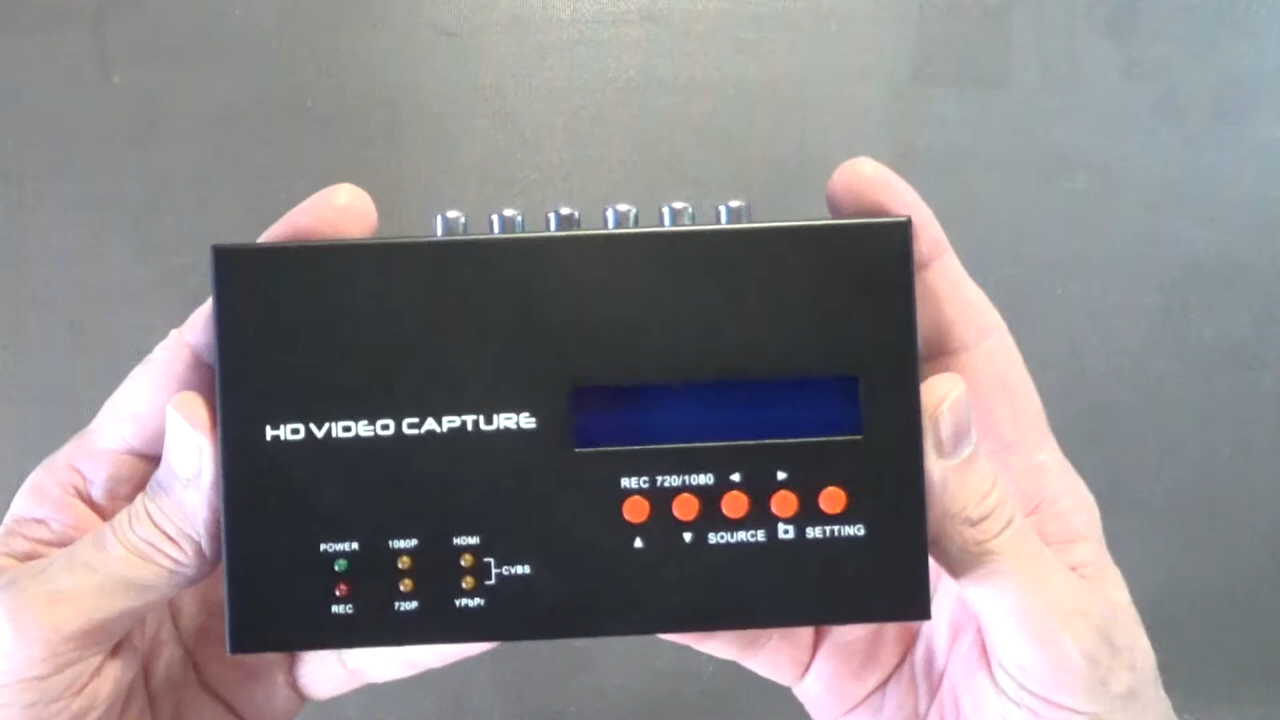 HD VIDEO CAPTURE
REC 720/1080 ◀ ▶
▲ ▼ SOURCE SETTING
POWER 1080P HDMI
CVBS
REC 720P YPbPr